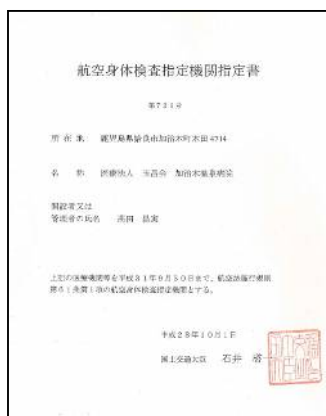 航空身体検査指定機関指定書
第731号
所在地 鹿児島県姶良市加治木町木田4714
名称 医療法人 玉昌会 加治木温泉病院
開設者又は
管理者の氏名 夷岡
上記の医療機関等を平成31年9月30日まで、航空法施行規則
第61条第1項の航空身体検査指定機関とする。
平成28年10月1日
国土交通大臣 石井 啓一